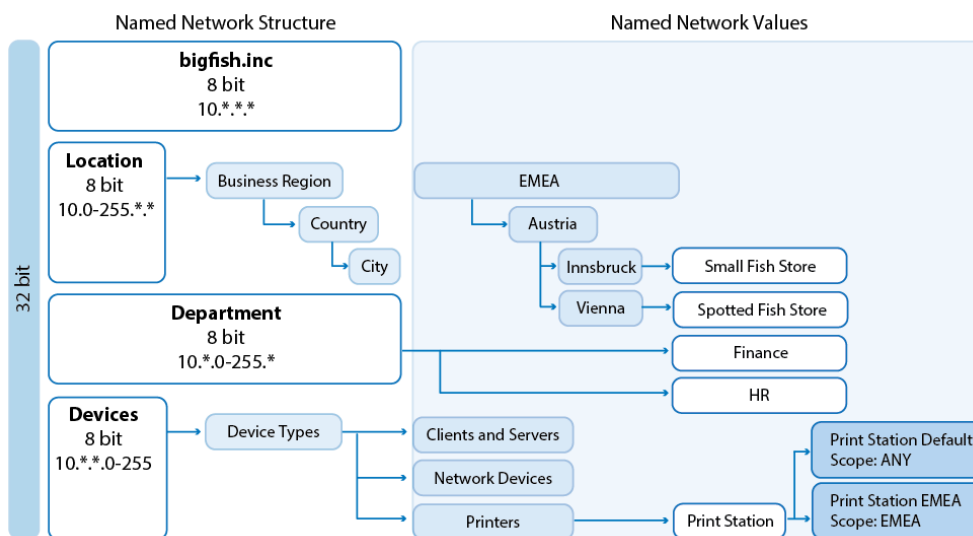 Named Network Structure
Named Network Values
32 bit
bigfish.inc
8 bit
10.*.*.*
Location
8 bit
10.0-255.*.*
Business Region
Country
City
EMEA
Austria
Innsbruck
Small Fish Store
Vienna
Spotted Fish Store
Department
8 bit
10.*.0-255.*
Finance
HR
Devices
8 bit
10.*.*.0-255
Device Types
Clients and Servers
Network Devices
Printers
Print Station
Print Station Default
Scope: ANY
Print Station EMEA
Scope: EMEA